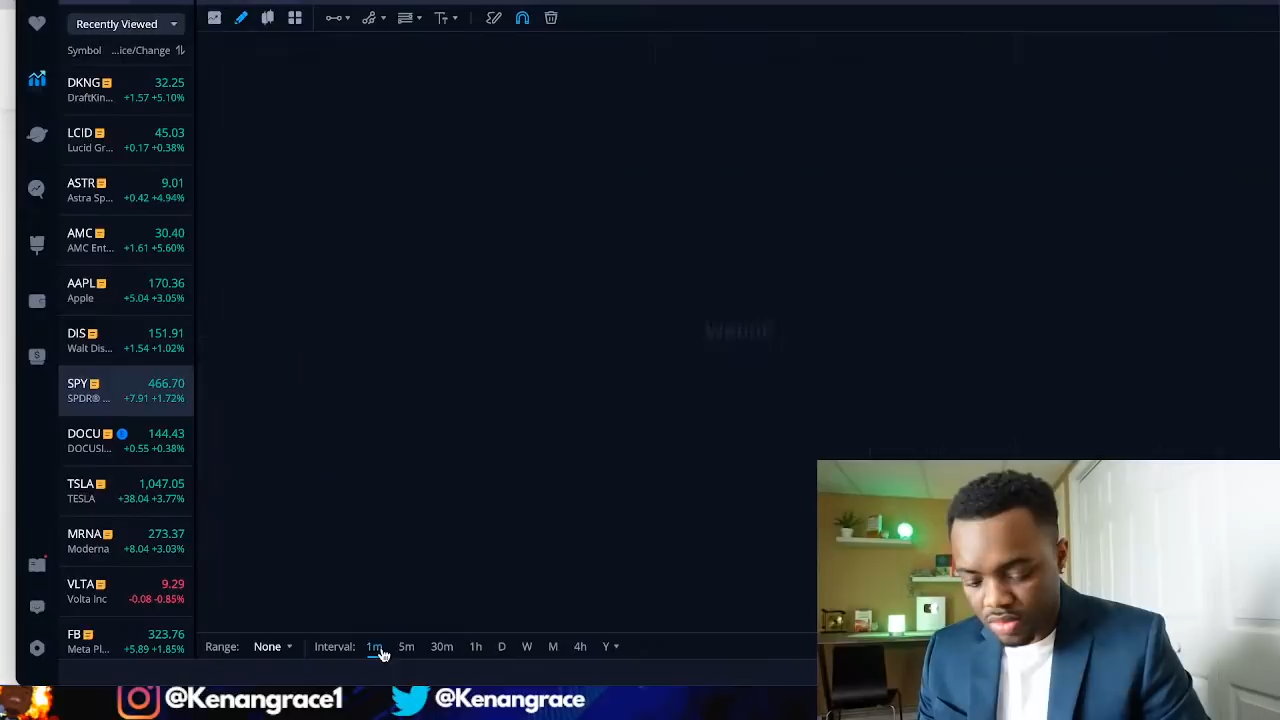 Recently Viewed
Symbol ...ice/Change
DKNG 32.25
DraftKin... +1.57 +5.10%
LCID 45.03
Lucid Gr... +0.17 +0.38%
ASTR 9.01
Astra Sp... +0.42 +4.94%
AMC 30.40
AMC Ent... +1.61 +5.60%
AAPL 170.36
Apple +5.04 +3.05%
DIS 151.91
Walt Dis... +1.54 +1.02%
SPY 466.70
SPDR® ... +7.91 +1.72%
DOCU 144.43
DOCUSI... +0.55 +0.38%
TSLA 1,047.05
TESLA +38.04 +3.77%
MRNA 273.37
Moderna +8.04 +3.03%
VLTA 9.29
Volta Inc -0.08 -0.85%
FB 323.76
Meta Pl... +5.89 +1.85%
Webull
Range: None Interval: 1m 5m 30m 1h D W M 4h Y
@Kenangrace1 @Kenangrace